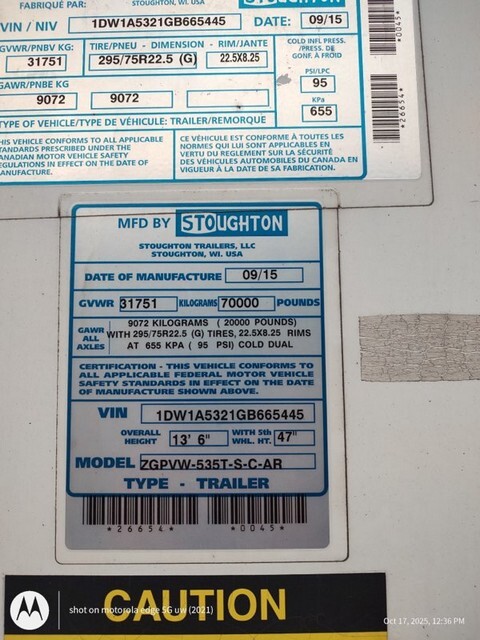 FABRIQUÉ PAR:
STOUGHTON, WI. USA
STOUGHTON
VIN / NIV 1DW1A5321GB665445 DATE: 09/15
GVWR/PNBV KG: TIRE/PNEU - DIMENSION - RIM/JANTE
COLD INFL PRESS.
/PRESS. DE
GONF. À FROID
31751 295/75R22.5 (G) 22.5X8.25
PSI/LPC
95
GAWR/PNBE KG
9072 9072
KPa
655
TYPE OF VEHICLE/TYPE DE VÉHICULE: TRAILER/REMORQUE
THIS VEHICLE CONFORMS TO ALL APPLICABLE
STANDARDS PRESCRIBED UNDER THE
CANADIAN MOTOR VEHICLE SAFETY
REGULATIONS IN EFFECT ON THE DATE OF
MANUFACTURE.
CE VÉHICULE EST CONFORME À TOUTES LES
NORMES QUI LUI SONT APPLICABLES EN
VERTU DU REGLEMENT SUR LA SÉCURITÉ
DES VÉHICULES AUTOMOBILES DU CANADA EN
VIGUEUR À LA DATE DE SA FABRICATION.
*0045*
*26654*
MFD BY STOUGHTON
STOUGHTON TRAILERS, LLC
STOUGHTON, WI. USA
DATE OF MANUFACTURE 09/15
GVWR 31751 KILOGRAMS 70000 POUNDS
GAWR
ALL
AXLES
9072 KILOGRAMS ( 20000 POUNDS)
WITH 295/75R22.5 (G) TIRES, 22.5X8.25 RIMS
AT 655 KPA ( 95 PSI) COLD DUAL
CERTIFICATION - THIS VEHICLE CONFORMS TO
ALL APPLICABLE FEDERAL MOTOR VEHICLE
SAFETY STANDARDS IN EFFECT ON THE DATE
OF MANUFACTURE SHOWN ABOVE.
VIN 1DW1A5321GB665445
OVERALL
HEIGHT 13' 6" WITH 5th
WHL. HT. 47"
MODEL ZGPVW-535T-S-C-AR
TYPE - TRAILER
*26654* *0045*
CAUTION
shot on motorola edge 5G uw (2021)
Oct 17, 2025, 12:36 PM